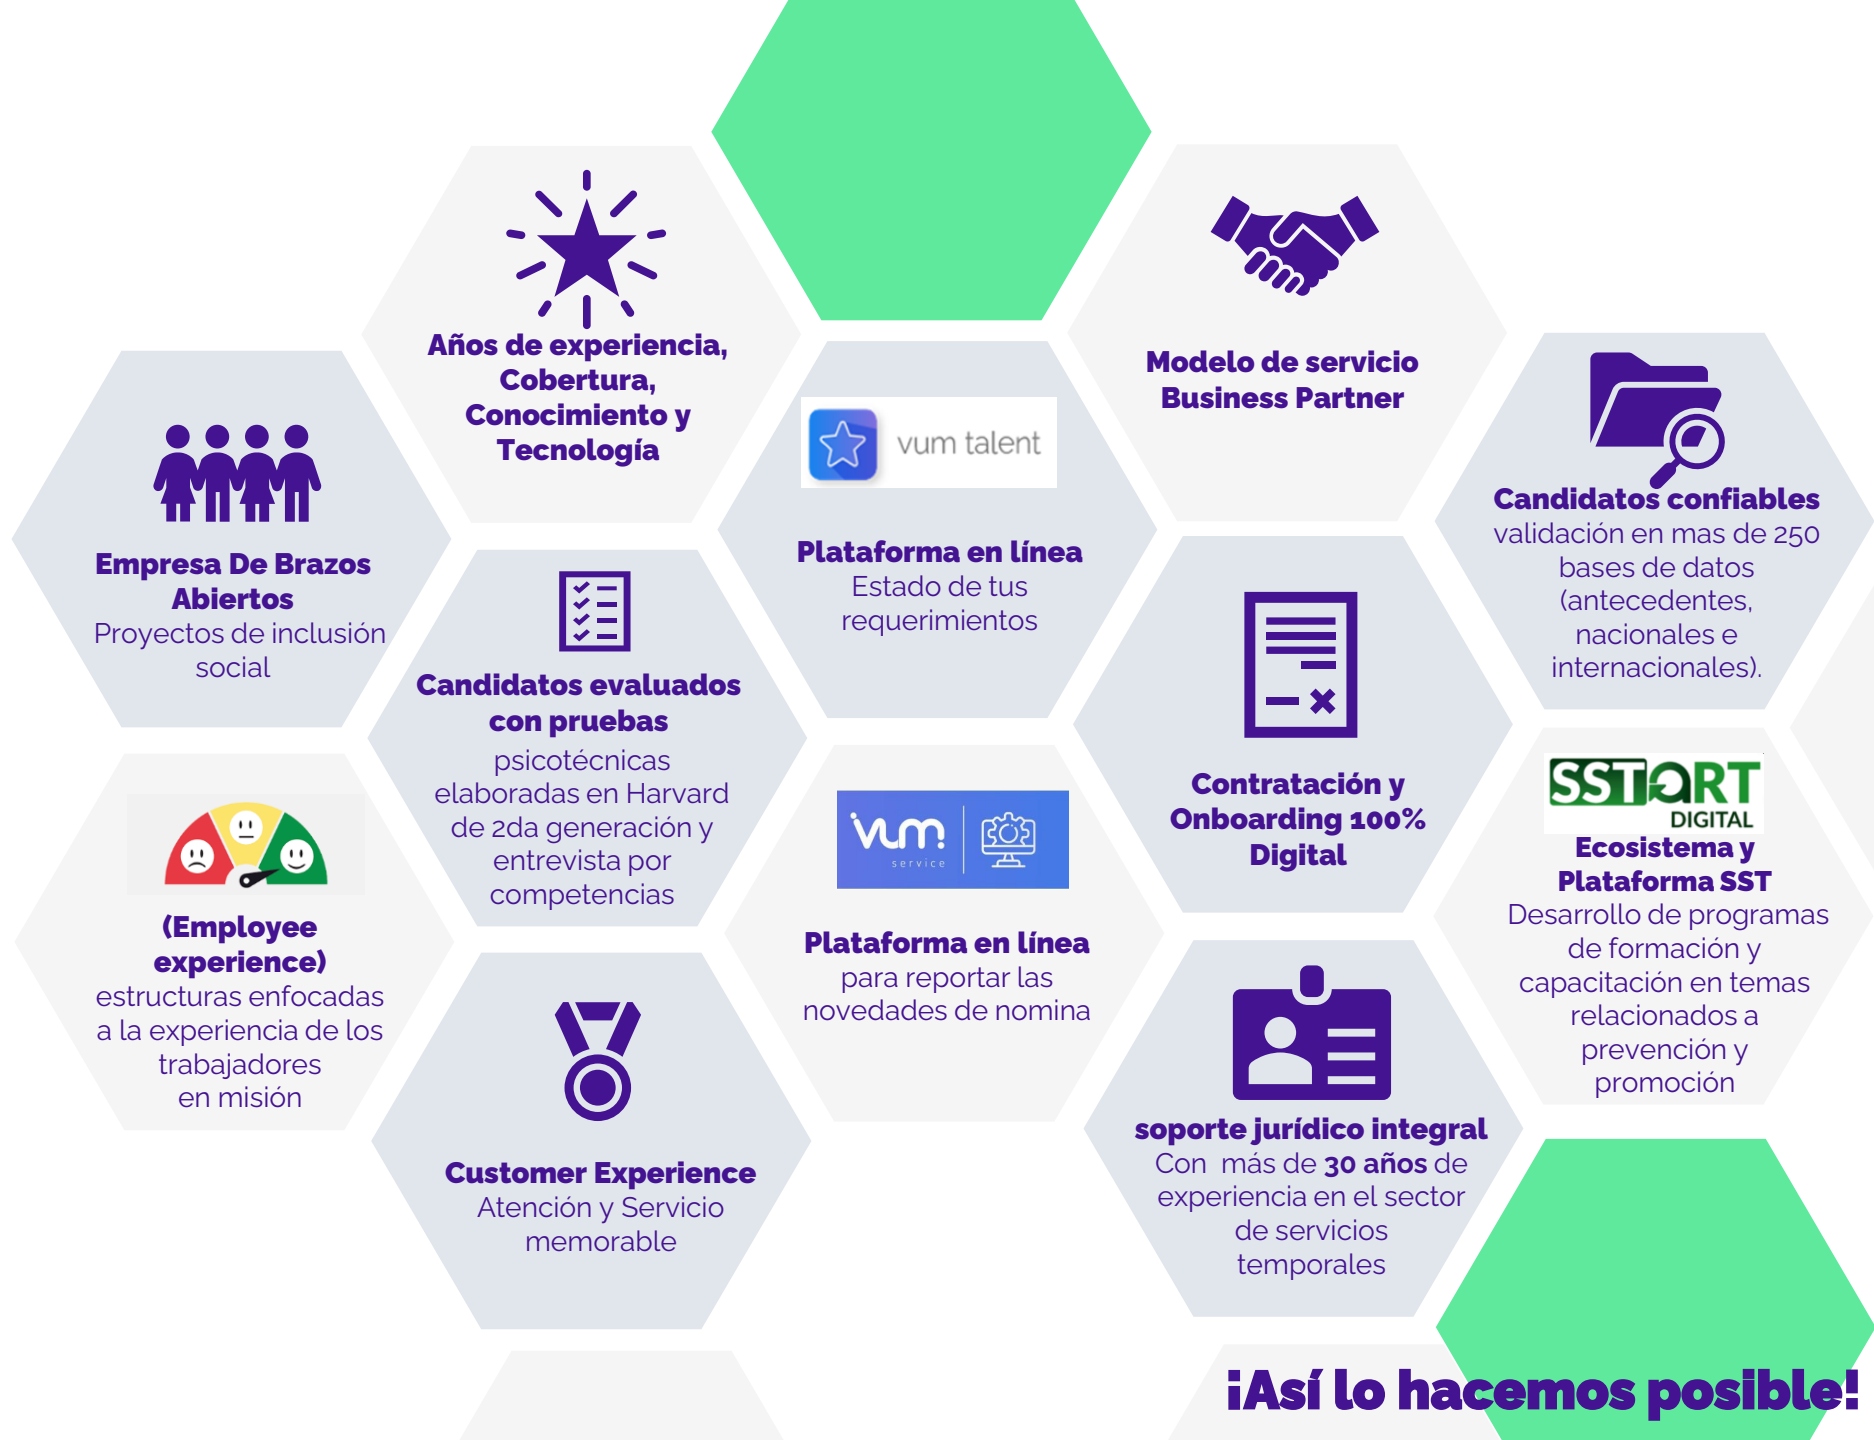 Años de experiencia,
Cobertura,
Conocimiento y
Tecnología
Modelo de servicio
Business Partner
vum talent
Plataforma en línea
Estado de tus
requerimientos
Candidatos confiables
validación en mas de 250
bases de datos
(antecedentes,
nacionales e
internacionales).
Empresa De Brazos
Abiertos
Proyectos de inclusión
social
Candidatos evaluados
con pruebas
psicotécnicas
elaboradas en Harvard
de 2da generación y
entrevista por
competencias
Contratación y
Onboarding 100%
Digital
SSTART
DIGITAL
Ecosistema y
Plataforma SST
Desarrollo de programas
de formación y
capacitación en temas
relacionados a
prevención y
promoción
(Employee
experience)
estructuras enfocadas
a la experiencia de los
trabajadores
en misión
vum
service
Plataforma en línea
para reportar las
novedades de nomina
Customer Experience
Atención y Servicio
memorable
soporte jurídico integral
Con más de 30 años de
experiencia en el sector
de servicios
temporales
¡Así lo hacemos posible!